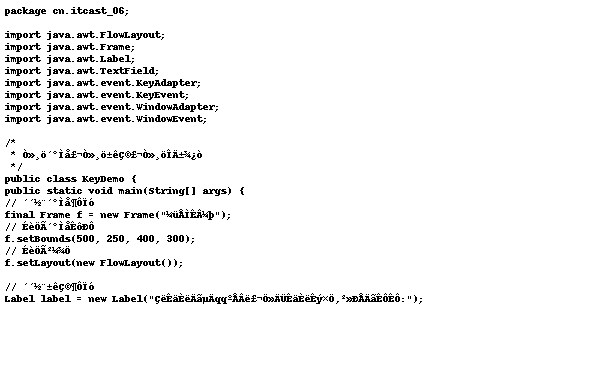 package cn.itcast_06;
import java.awt.FlowLayout;
import java.awt.Frame;
import java.awt.Label;
import java.awt.TextField;
import java.awt.event.KeyAdapter;
import java.awt.event.KeyEvent;
import java.awt.event.WindowAdapter;
import java.awt.event.WindowEvent;
/*
 * Ò»¸ö´°Ìå£¬Ò»¸ö±êÇ©£¬Ò»¸öÎÄ±¾¿ò
 */
public class KeyDemo {
public static void main(String[] args) {
// ´´½¨´°Ìå¶ÔÏó
final Frame f = new Frame("¼üÅÌÊÂ¼þ");
// ÉèÖÃ´°ÌåÊôÐÔ
f.setBounds(500, 250, 400, 300);
// ÉèÖÃ²¼¾Ö
f.setLayout(new FlowLayout());
// ´´½¨±êÇ©¶ÔÏó
Label label = new Label("ÇëÊäÈëÄãµÄqqºÅÂë£¬Ö»ÄÜÊäÈëÊý×Ö,²»ÐÅÄãÊÔÊÔ:");